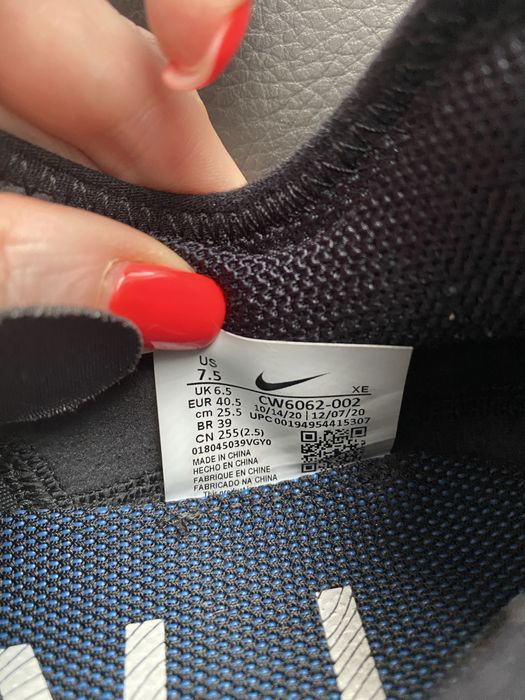 US
7.5
UK 6.5 XE
EUR 40.5 CW6062-002
cm 25.5 10/14/20 | 12/07/20
BR 39 UPC 00194954415307
CN 255(2.5)
018045039VGY0
MADE IN CHINA
HECHO EN CHINA
FABRIQUE EN CHINE
FABRICADO NA CHINA
This